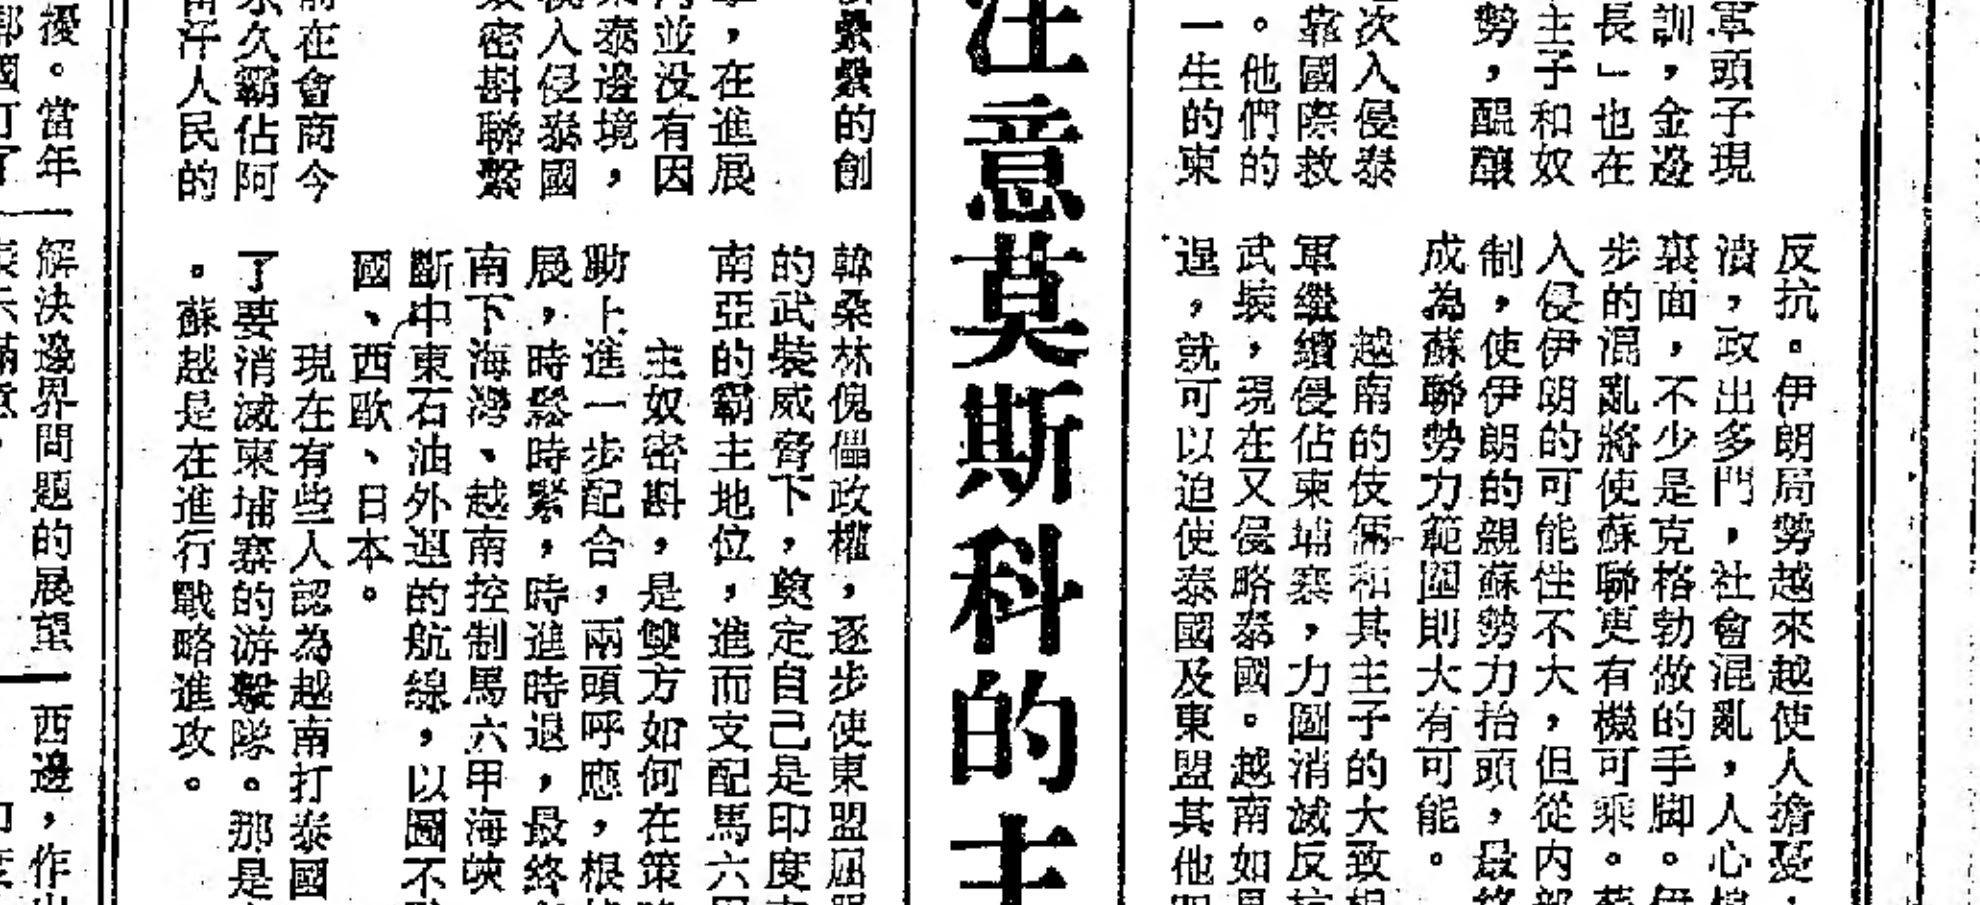 軍頭子現
訓,金邊
長」也在
主子和奴
勢,醞釀
次入侵泰
靠國際救
。他們的
一生的柬
反抗。伊朗局勢越來越使人擔憂,
潰,政出多門,社會混亂,人心
裏面,不少是克格勃做的手脚。伊
步的混亂將使蘇聯更有機可乘。
入侵伊朗的可能性不大,但從内部
制,使伊朗的親蘇勢力抬頭,最終
成為蘇聯勢力範圍則大有可能。
越南的伎倆和其主子的大致相
軍繼續侵佔柬埔寨,力圖消滅反抗
武裝,現在又侵略泰國。越南如果
逞,就可以迫使泰國及東盟其他
注意莫斯科的
纍纍的創
,在進展
並没有因
泰邊境,
入侵泰國
密斟聯繫
在會商今
久霸佔阿
汗人民的
韓桑林傀儡政權,逐步使東盟屈服
的武裝威脅下,奠定自己是印度支
南亞的霸主地位,進而支配馬六甲
主奴密斟,是雙方如何在策
助上進一步配合,兩頭呼應,根據
展,時鬆時緊,時進時退,最終
南下海灣、越南控制馬六甲海峽
斷中東石油外運的航線,以圖不
國、西歐、日本。
現在有些人認為越南打泰國
了要消滅柬埔寨的游擊隊。那是
。蘇越是在進行戰略進攻。
擾。當年
解決邊界問題的展望
西邊,作出